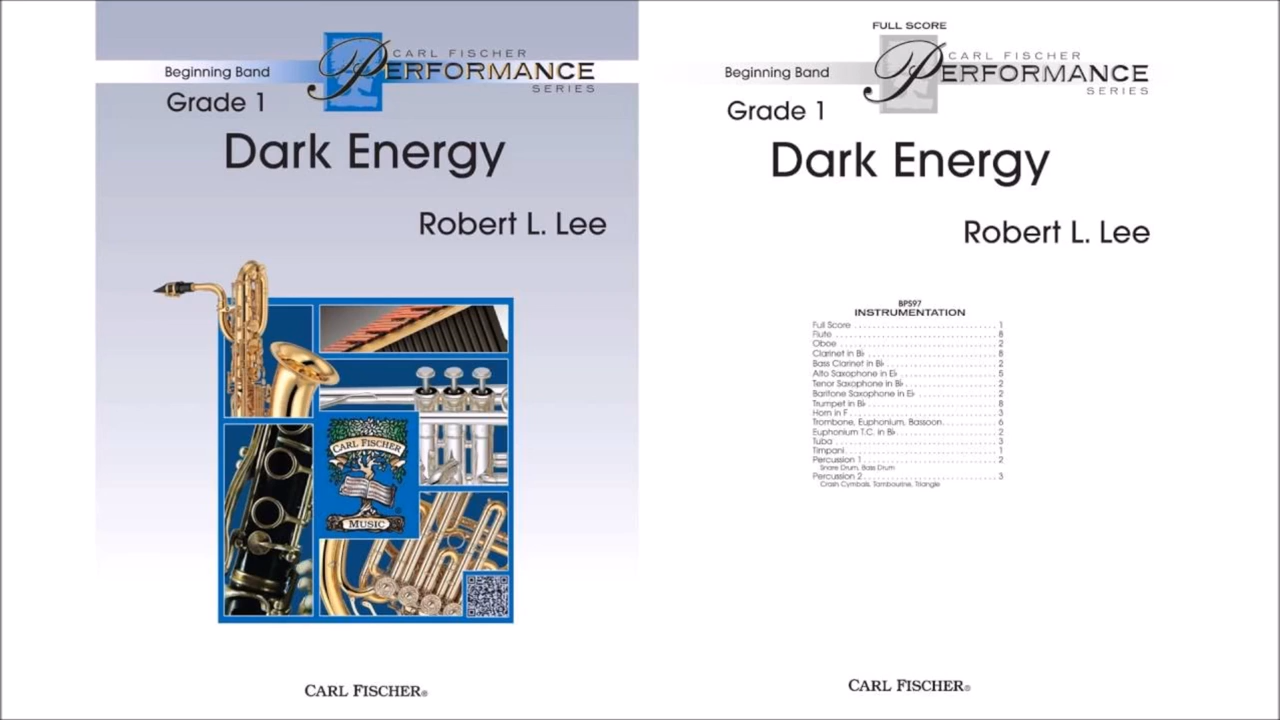 CARL FISCHER
Beginning Band
PERFORMANCE
SERIES
Grade 1
Dark Energy
Robert L. Lee
CARL FISCHER
MUSIC
CARL FISCHER®
FULL SCORE
CARL FISCHER
Beginning Band
PERFORMANCE
SERIES
Grade 1
Dark Energy
Robert L. Lee
BPS97
INSTRUMENTATION
Full Score . . . . . . . . . . . . . . . . . . . . . . . . . . 1
Flute . . . . . . . . . . . . . . . . . . . . . . . . . . 8
Oboe . . . . . . . . . . . . . . . . . . . . . . . . . . 2
Clarinet in B♭ . . . . . . . . . . . . . . . . . . . . . . . . 8
Bass Clarinet in B♭ . . . . . . . . . . . . . . . . . . . . 2
Alto Saxophone in E♭ . . . . . . . . . . . . . . . . . . 5
Tenor Saxophone in B♭ . . . . . . . . . . . . . . . . . 2
Baritone Saxophone in E♭ . . . . . . . . . . . . . . . 2
Trumpet in B♭ . . . . . . . . . . . . . . . . . . . . . . . 8
Horn in F . . . . . . . . . . . . . . . . . . . . . . . . . . 3
Trombone, Euphonium, Bassoon . . . . . . . . . . 6
Euphonium T.C. in B♭ . . . . . . . . . . . . . . . . . . 2
Tuba . . . . . . . . . . . . . . . . . . . . . . . . . . 3
Timpani . . . . . . . . . . . . . . . . . . . . . . . . . . 1
Percussion 1 . . . . . . . . . . . . . . . . . . . . . . . . 2
Snare Drum, Bass Drum
Percussion 2 . . . . . . . . . . . . . . . . . . . . . . . . 3
Crash Cymbals, Tambourine, Triangle
CARL FISCHER®